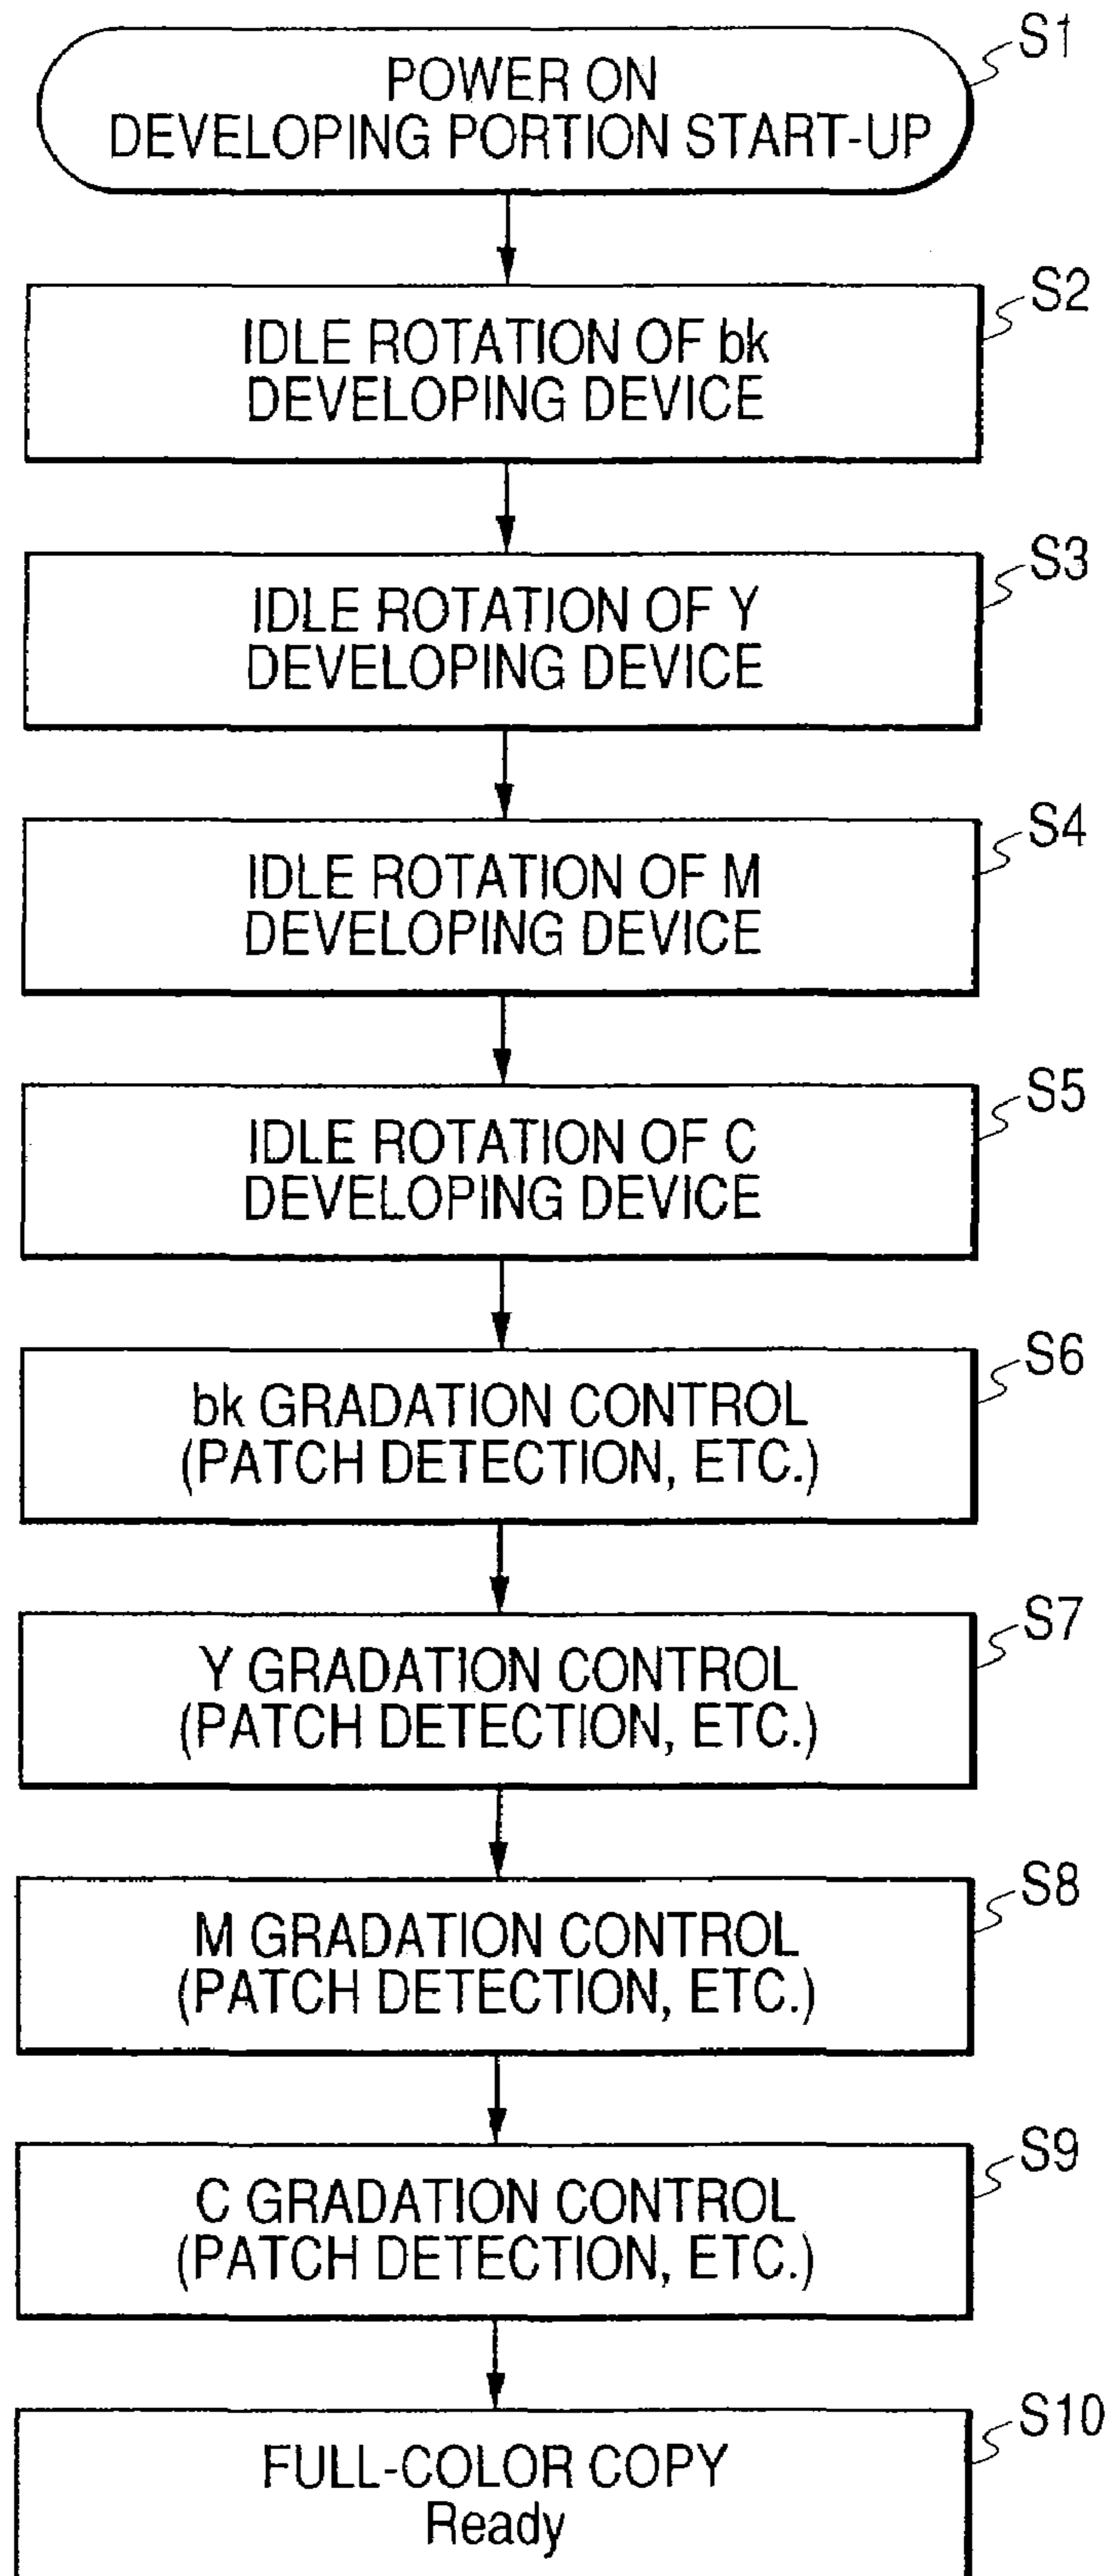 S1
POWER ON
DEVELOPING PORTION START-UP
S2
IDLE ROTATION OF bk
DEVELOPING DEVICE
S3
IDLE ROTATION OF Y
DEVELOPING DEVICE
S4
IDLE ROTATION OF M
DEVELOPING DEVICE
S5
IDLE ROTATION OF C
DEVELOPING DEVICE
S6
bk GRADATION CONTROL
(PATCH DETECTION, ETC.)
S7
Y GRADATION CONTROL
(PATCH DETECTION, ETC.)
S8
M GRADATION CONTROL
(PATCH DETECTION, ETC.)
S9
C GRADATION CONTROL
(PATCH DETECTION, ETC.)
S10
FULL-COLOR COPY
Ready